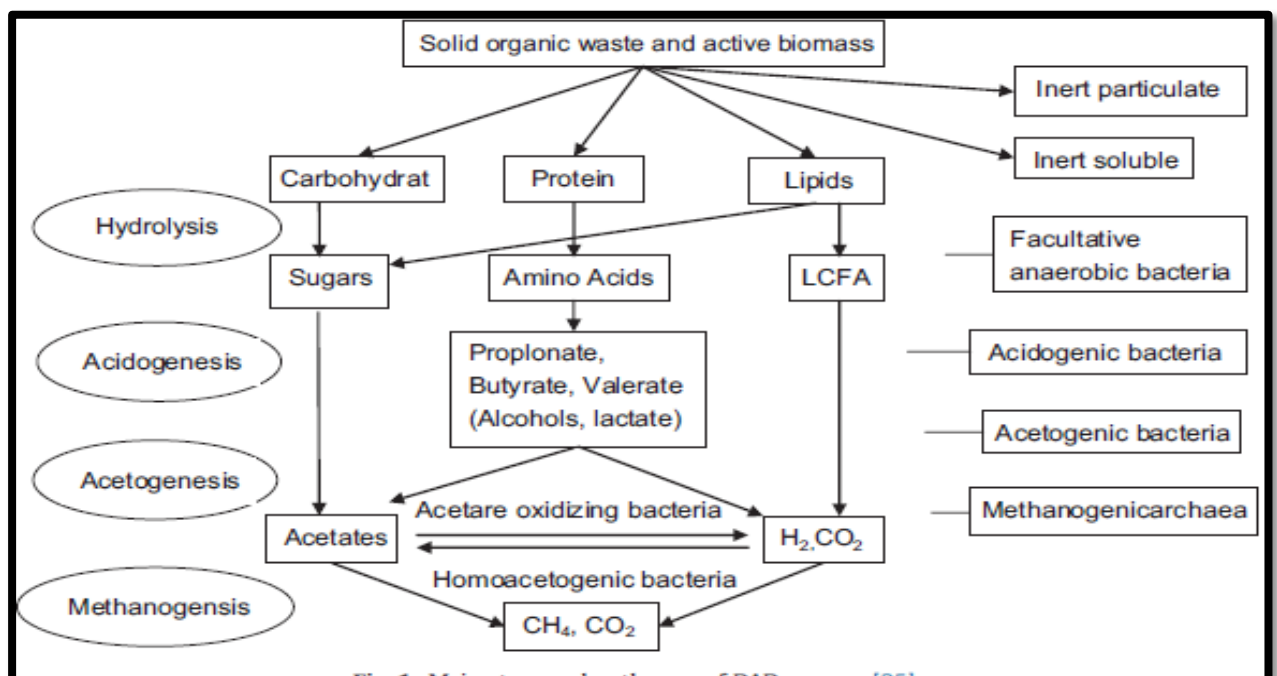 Solid organic waste and active biomass
Inert particulate
Inert soluble
Carbohydrat
Protein
Lipids
Hydrolysis
Facultative
anaerobic bacteria
Sugars
Amino Acids
LCFA
Acidogenesis
Proplonate,
Butyrate, Valerate
(Alcohols, lactate)
Acidogenic bacteria
Acetogenesis
Acetogenic bacteria
Acetare oxidizing bacteria
Acetates
H₂,CO₂
Methanogenicarchaea
Homoacetogenic bacteria
Methanogensis
CH₄, CO₂